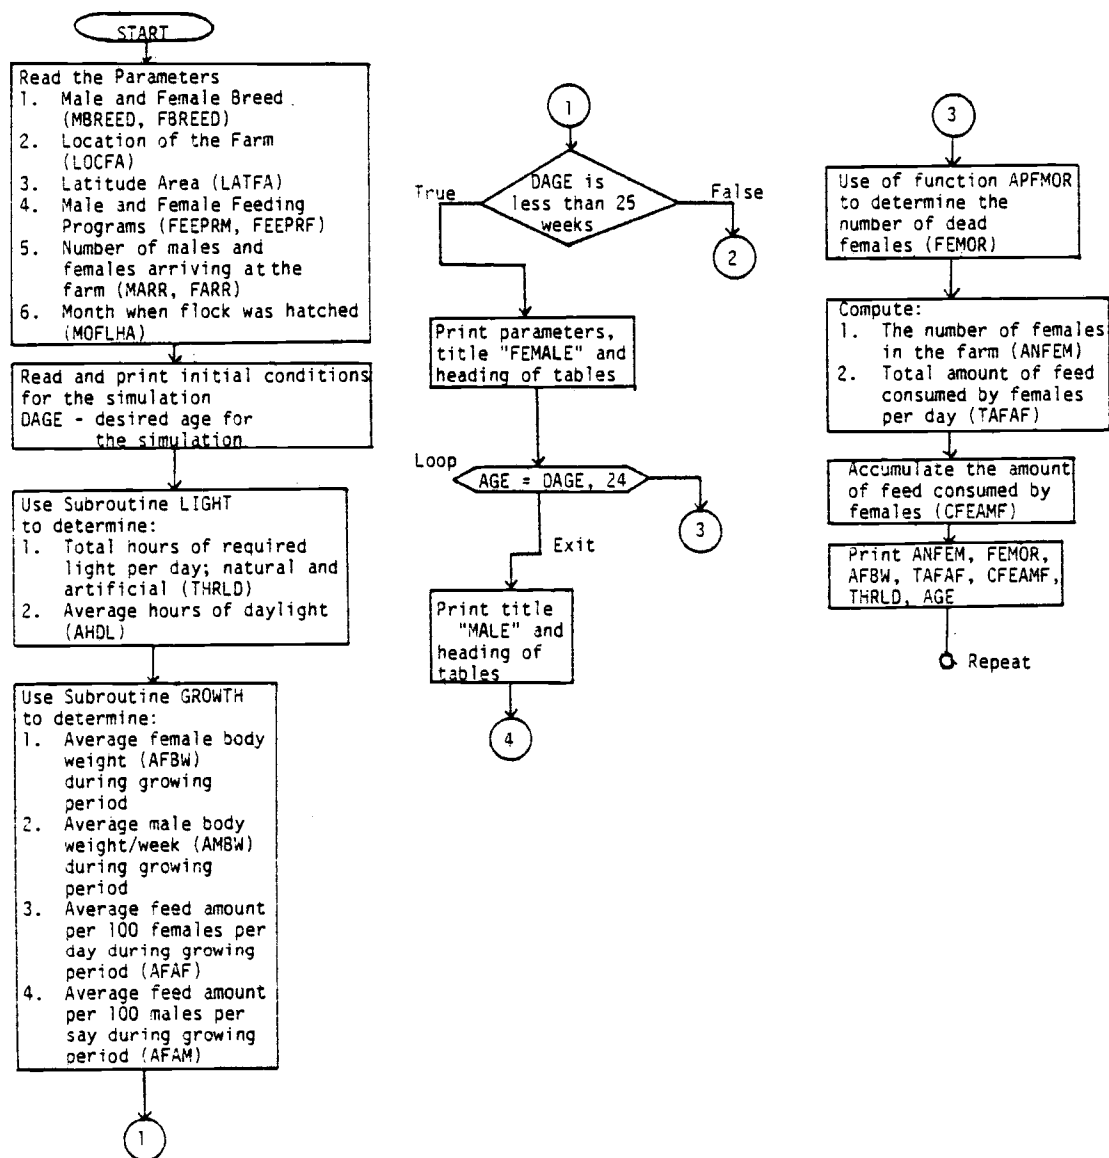 START
Read the Parameters
1. Male and Female Breed
(MBREED, FBREED)
2. Location of the Farm
(LOCFA)
3. Latitude Area (LATFA)
4. Male and Female Feeding
Programs (FEEPRM, FEEPRF)
5. Number of males and
females arriving at the
farm (MARR, FARR)
6. Month when flock was hatched
(MOFLHA)
Read and print initial conditions
for the simulation
DAGE - desired age for
the simulation
Use Subroutine LIGHT
to determine:
1. Total hours of required
light per day; natural and
artificial (THRLD)
2. Average hours of daylight
(AHDL)
Use Subroutine GROWTH
to determine:
1. Average female body
weight (AFBW)
during growing
period
2. Average male body
weight/week (AMBW)
during growing
period
3. Average feed amount
per 100 females per
day during growing
period (AFAF)
4. Average feed amount
per 100 males per
say during growing
period (AFAM)
1
1
DAGE is
less than 25
weeks
True
False
2
Print parameters,
title "FEMALE" and
heading of tables
Loop
AGE = DAGE, 24
3
Exit
Print title
"MALE" and
heading of
tables
4
3
Use of function APFMOR
to determine the
number of dead
females (FEMOR)
Compute:
1. The number of females
in the farm (ANFEM)
2. Total amount of feed
consumed by females
per day (TAFAF)
Accumulate the amount
of feed consumed by
females (CFEAMF)
Print ANFEM, FEMOR,
AFBW, TAFAF, CFEAMF,
THRLD, AGE
Repeat